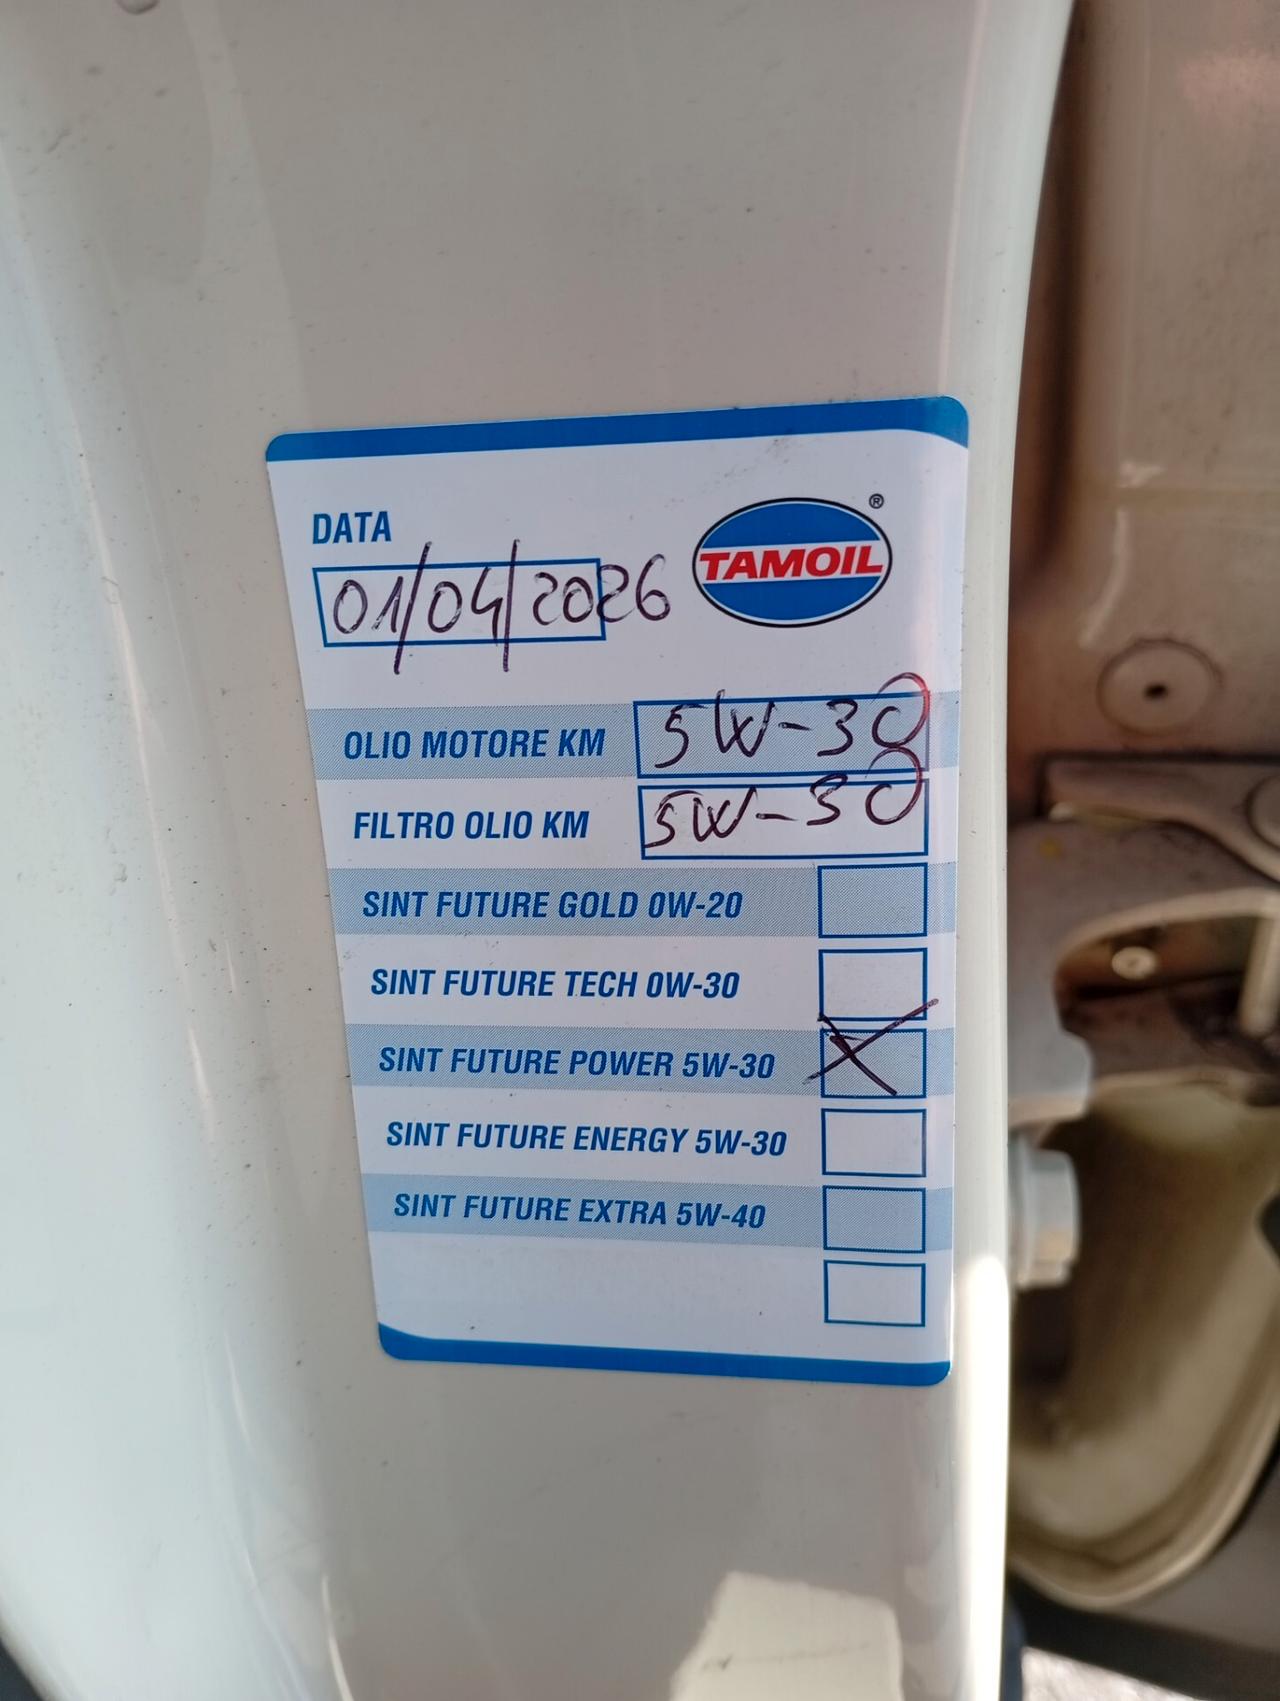 DATA
01/04/2026
TAMOIL®
OLIO MOTORE KM 5W-30
FILTRO OLIO KM 5W-30
SINT FUTURE GOLD 0W-20
SINT FUTURE TECH 0W-30
SINT FUTURE POWER 5W-30 X
SINT FUTURE ENERGY 5W-30
SINT FUTURE EXTRA 5W-40